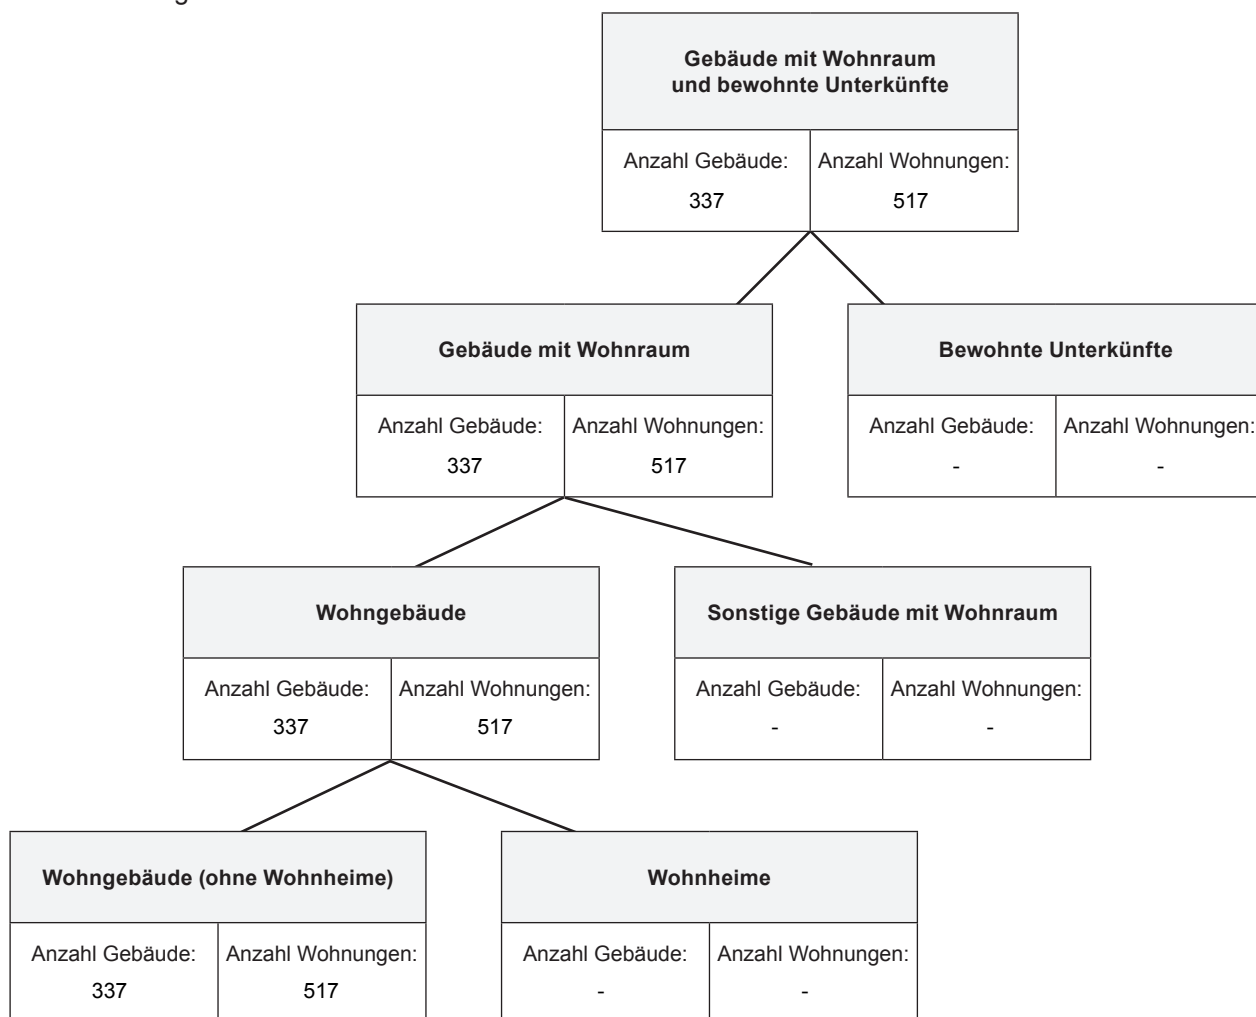 Gebäude mit Wohnraum
und bewohnte Unterkünfte
Anzahl Gebäude: Anzahl Wohnungen:
337 517
Gebäude mit Wohnraum Bewohnte Unterkünfte
Anzahl Gebäude: Anzahl Wohnungen: Anzahl Gebäude: Anzahl Wohnungen:
337 517 - -
Wohngebäude Sonstige Gebäude mit Wohnraum
Anzahl Gebäude: Anzahl Wohnungen: Anzahl Gebäude: Anzahl Wohnungen:
337 517 - -
Wohngebäude (ohne Wohnheime) Wohnheime
Anzahl Gebäude: Anzahl Wohnungen: Anzahl Gebäude: Anzahl Wohnungen:
337 517 - -